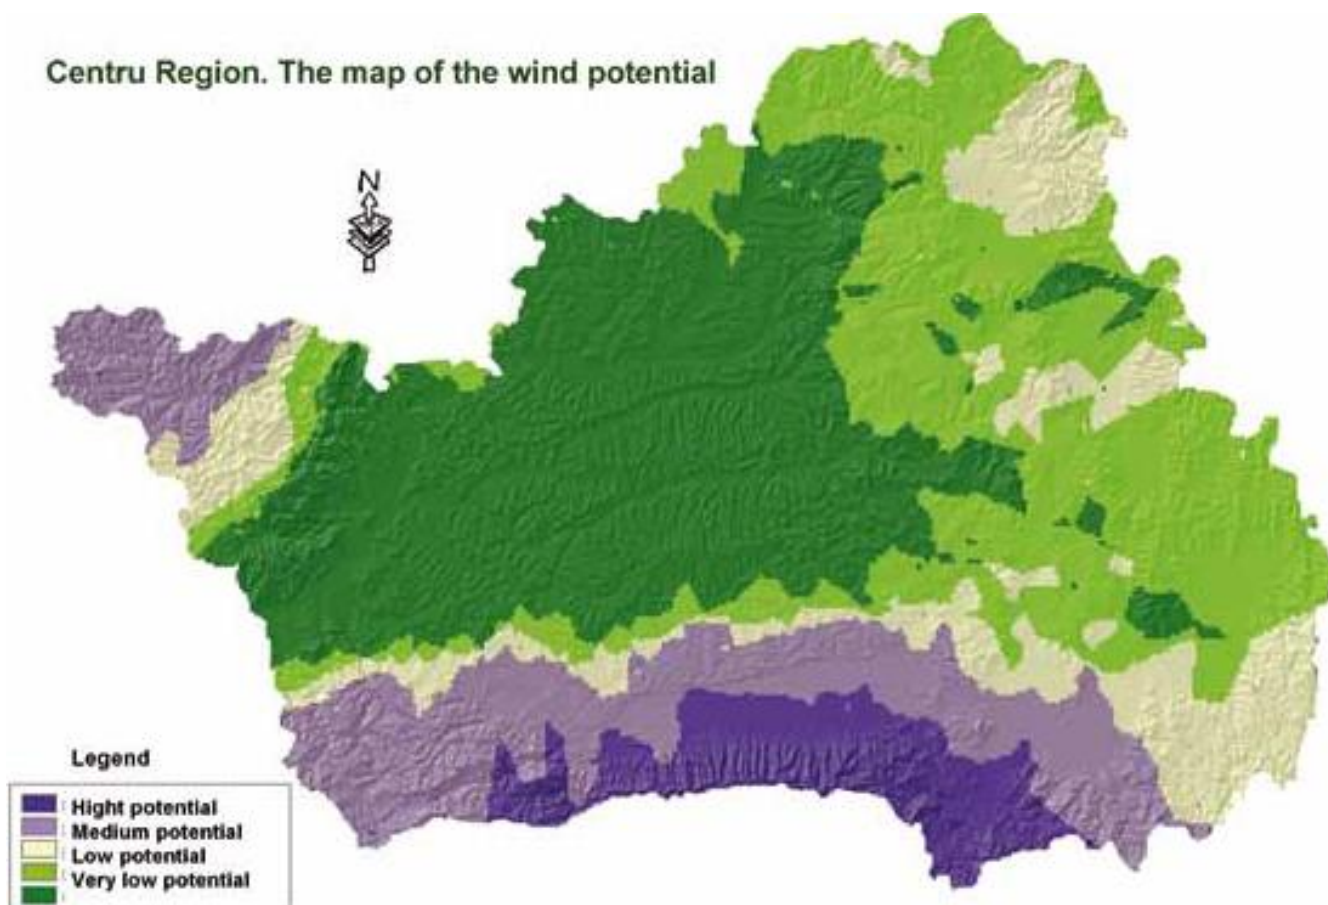 Centru Region. The map of the wind potential
N
Legend
: Hight potential
: Medium potential
: Low potential
: Very low potential
: